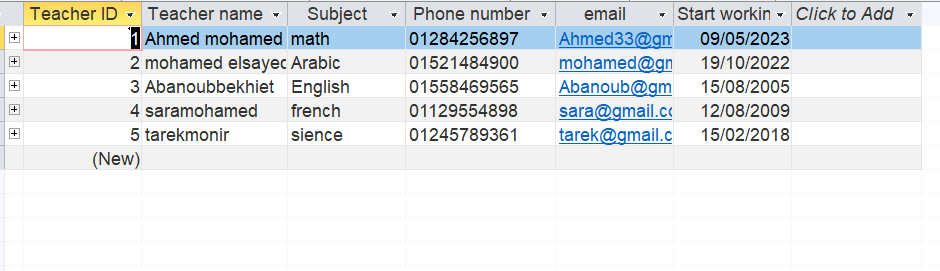 Teacher ID Teacher name Subject Phone number email Start workin Click to Add
1 Ahmed mohamed math 01284256897 Ahmed33@gm 09/05/2023
2 mohamed elsayed Arabic 01521484900 mohamed@gm 19/10/2022
3 Abanoubbekhiet English 01558469565 Abanoub@gm 15/08/2005
4 saramohamed french 01129554898 sara@gmail.co 12/08/2009
5 tarekmonir sience 01245789361 tarek@gmail.c 15/02/2018
(New)